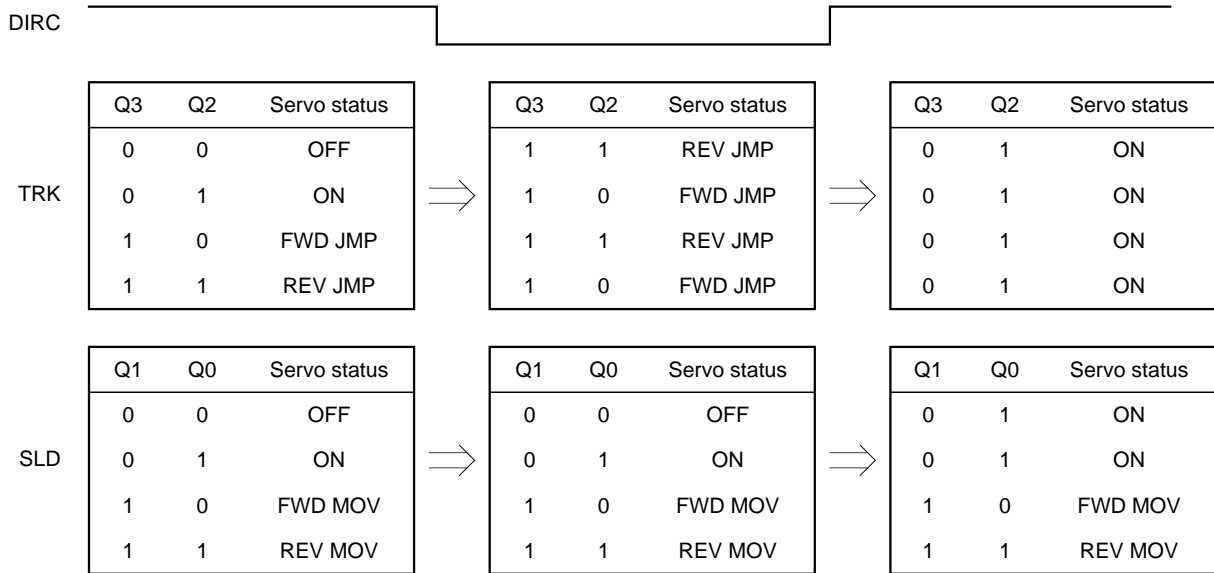 DIRC
Q3 Q2 Servo status Q3 Q2 Servo status Q3 Q2 Servo status
0 0 OFF 1 1 REV JMP 0 1 ON
TRK 0 1 ON 1 0 FWD JMP 0 1 ON
1 0 FWD JMP 1 1 REV JMP 0 1 ON
1 1 REV JMP 1 0 FWD JMP 0 1 ON
Q1 Q0 Servo status Q1 Q0 Servo status Q1 Q0 Servo status
0 0 OFF 0 0 OFF 0 1 ON
SLD 0 1 ON 0 1 ON 0 1 ON
1 0 FWD MOV 1 0 FWD MOV 1 0 FWD MOV
1 1 REV MOV 1 1 REV MOV 1 1 REV MOV